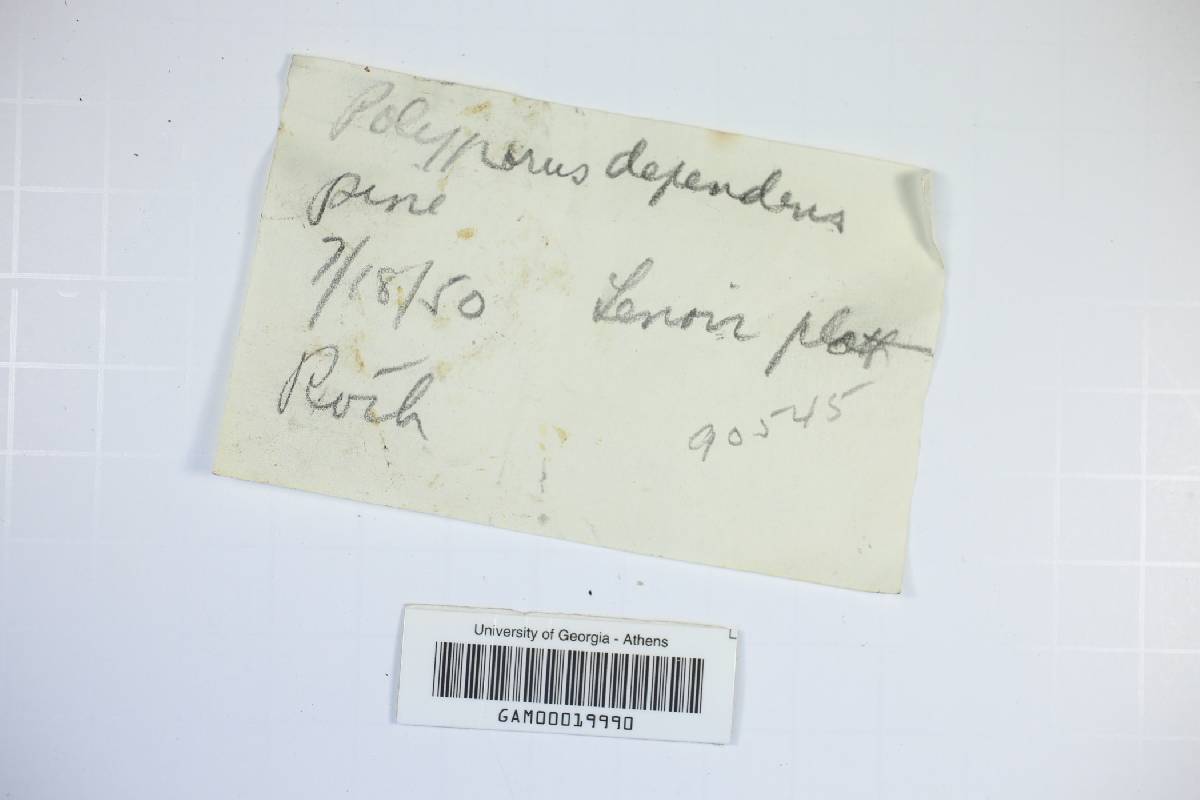 Polyporus dependens
pine
7/18/50 Lenoir plot
Roth
90545
University of Georgia - Athens
GAM00019990